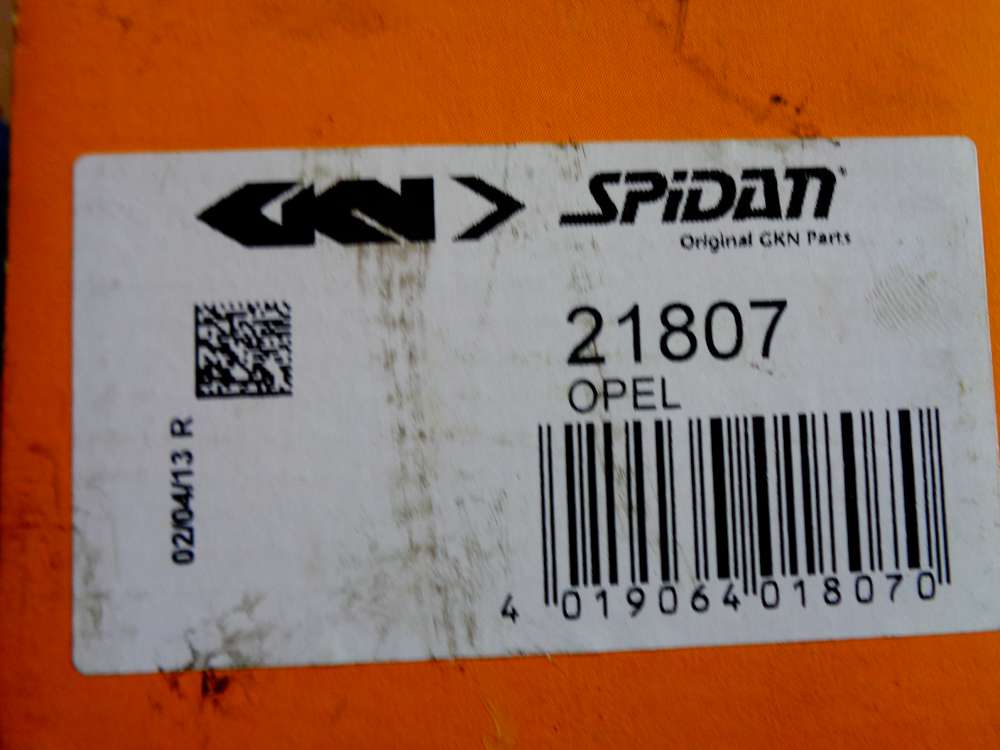 GKN SPiDAN
Original GKN Parts
21807
OPEL
02/04/13 R
4 019064 018070